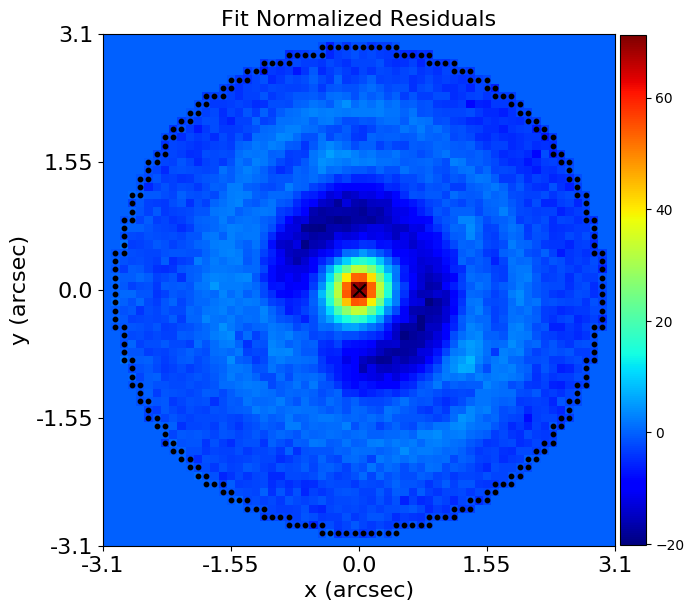 Fit Normalized Residuals
3.1
1.55
0.0
-1.55
-3.1
y (arcsec)
-3.1 -1.55 0.0 1.55 3.1
x (arcsec)
60
40
20
0
−20